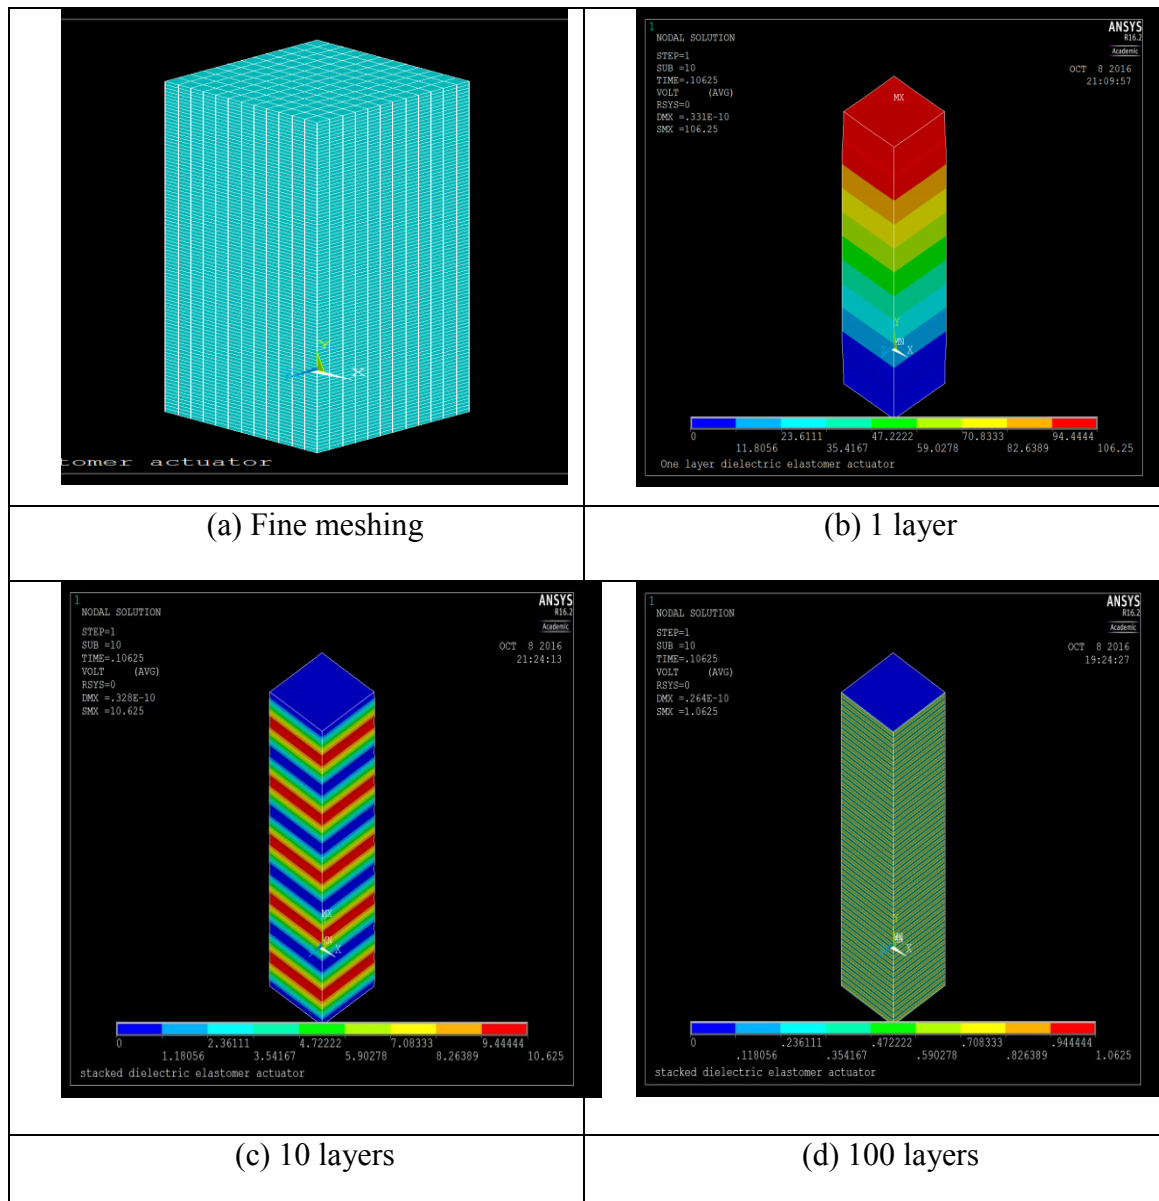 Y
X
tomer actuator
(a) Fine meshing
1
NODAL SOLUTION
STEP=1
SUB =10
TIME=.10625
VOLT (AVG)
RSYS=0
DMX =.331E-10
SMX =106.25
ANSYS
R16.2
Academic
OCT 8 2016
21:09:57
MX
Y
MN
X
0 23.6111 47.2222 70.8333 94.4444
11.8056 35.4167 59.0278 82.6389 106.25
One layer dielectric elastomer actuator
(b) 1 layer
1
NODAL SOLUTION
STEP=1
SUB =10
TIME=.10625
VOLT (AVG)
RSYS=0
DMX =.328E-10
SMX =10.625
ANSYS
R16.2
Academic
OCT 8 2016
21:24:13
MX
X
0 2.36111 4.72222 7.08333 9.44444
1.18056 3.54167 5.90278 8.26389 10.625
stacked dielectric elastomer actuator
(c) 10 layers
1
NODAL SOLUTION
STEP=1
SUB =10
TIME=.10625
VOLT (AVG)
RSYS=0
DMX =.264E-10
SMX =1.0625
ANSYS
R16.2
Academic
OCT 8 2016
19:24:27
X
0 .236111 .472222 .708333 .944444
.118056 .354167 .590278 .826389 1.0625
stacked dielectric elastomer actuator
(d) 100 layers